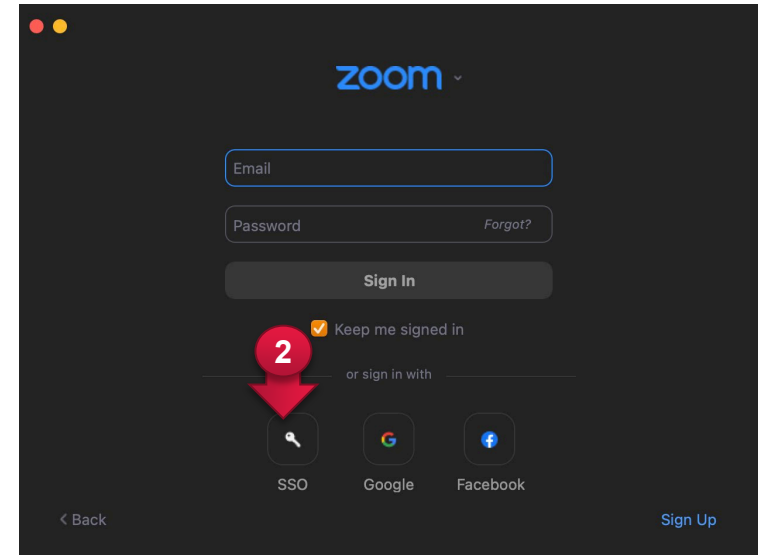 zoom
Email
Password Forgot?
Sign In
Keep me signed in
2
or sign in with
SSO Google Facebook
< Back Sign Up